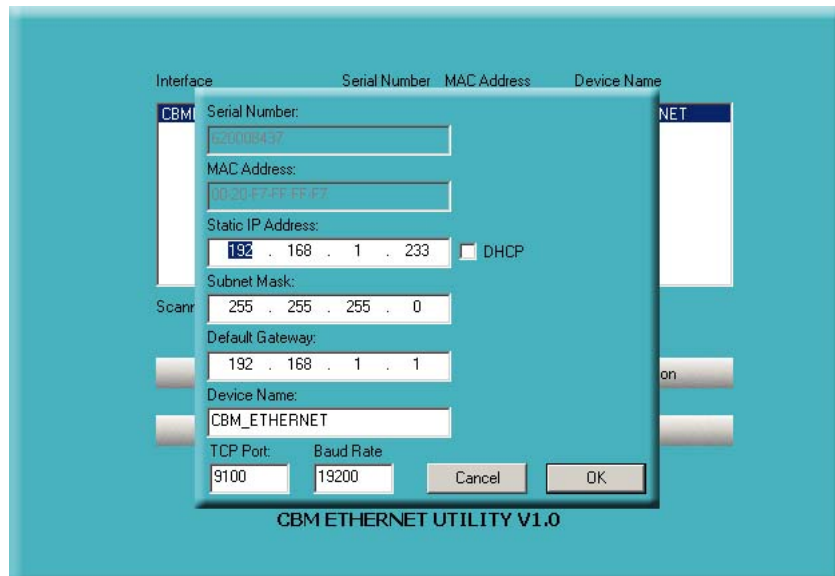 Interface Serial Number MAC Address Device Name
CBM NET
Serial Number:
620008437
MAC Address:
00-20-F7-FF-FF-F7
Static IP Address:
192 . 168 . 1 . 233 DHCP
Subnet Mask:
Scann
255 . 255 . 255 . 0
Default Gateway:
192 . 168 . 1 . 1
on
Device Name:
CBM_ETHERNET
TCP Port: Baud Rate
9100 19200 Cancel OK
CBM ETHERNET UTILITY V1.0